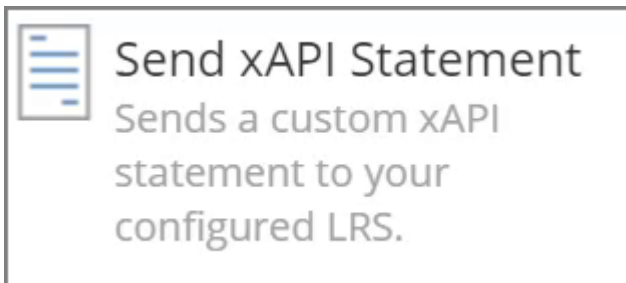 Send xAPI Statement
Sends a custom xAPI
statement to your
configured LRS.